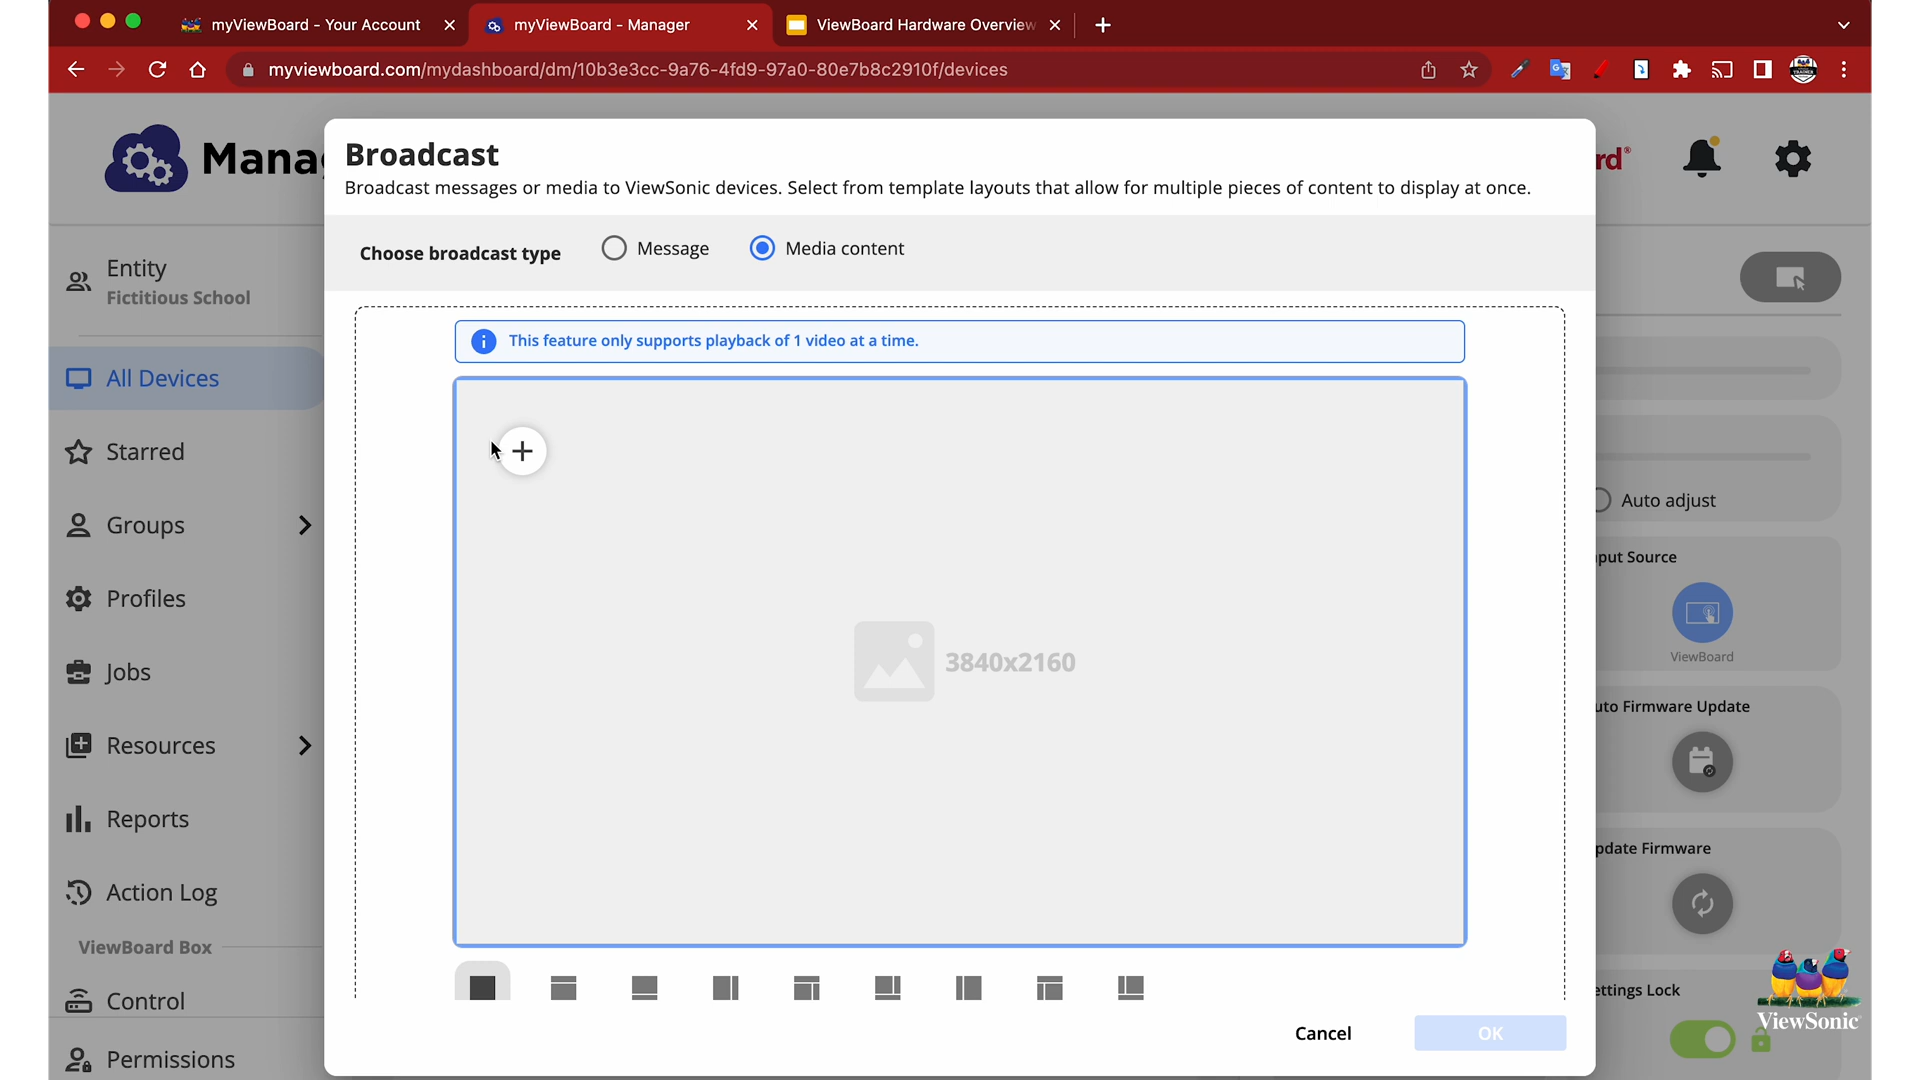 myViewBoard - Your Account
myViewBoard - Manager
ViewBoard Hardware Overview
myviewboard.com/mydashboard/dm/10b3e3cc-9a76-4fd9-97a0-80e7b8c2910f/devices
Mana
rd®
Broadcast
Broadcast messages or media to ViewSonic devices. Select from template layouts that allow for multiple pieces of content to display at once.
Choose broadcast type
Message
Media content
Entity
Fictitious School
This feature only supports playback of 1 video at a time.
All Devices
Starred
Groups
Profiles
Jobs
Resources
Reports
Action Log
ViewBoard Box
Control
Permissions
3840x2160
Auto adjust
put Source
ViewBoard
uto Firmware Update
pdate Firmware
ettings Lock
ViewSonic
Cancel
OK